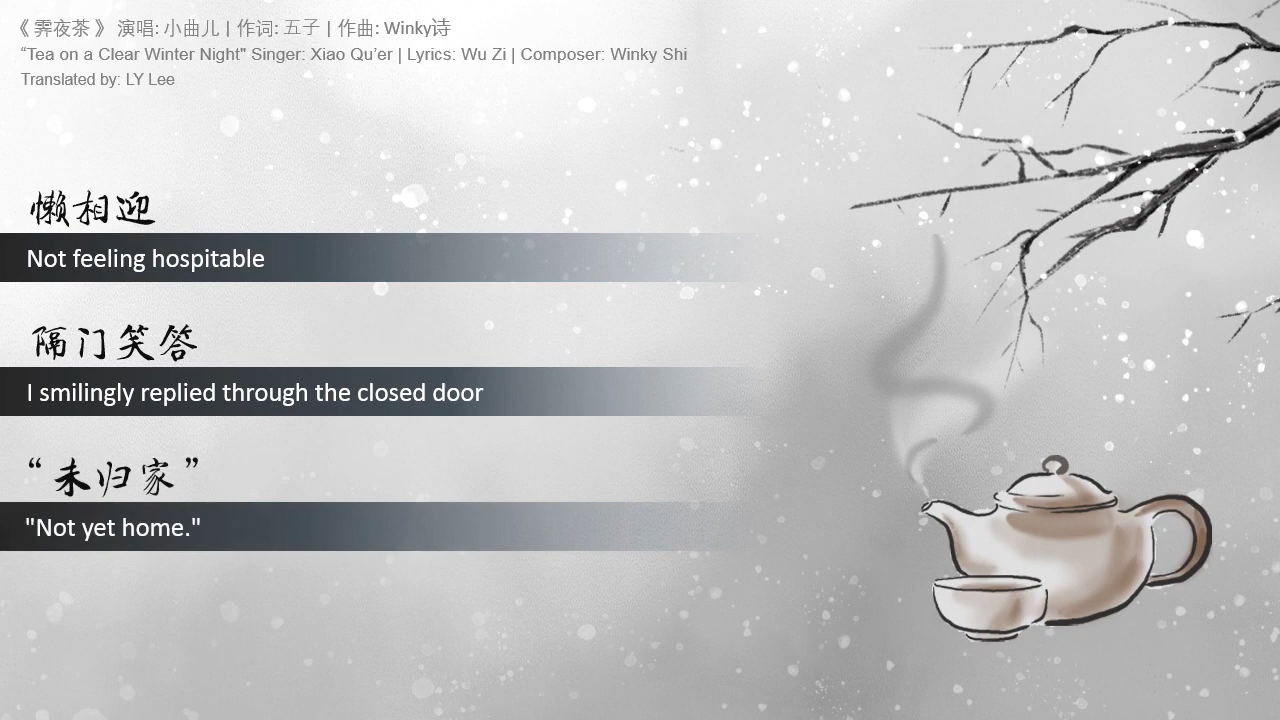 《 霁夜茶 》 演唱: 小曲儿 | 作词: 五子 | 作曲: Winky诗
“Tea on a Clear Winter Night" Singer: Xiao Qu’er | Lyrics: Wu Zi | Composer: Winky Shi
Translated by: LY Lee
懒相迎
Not feeling hospitable
隔门笑答
I smilingly replied through the closed door
“未归家”
"Not yet home."